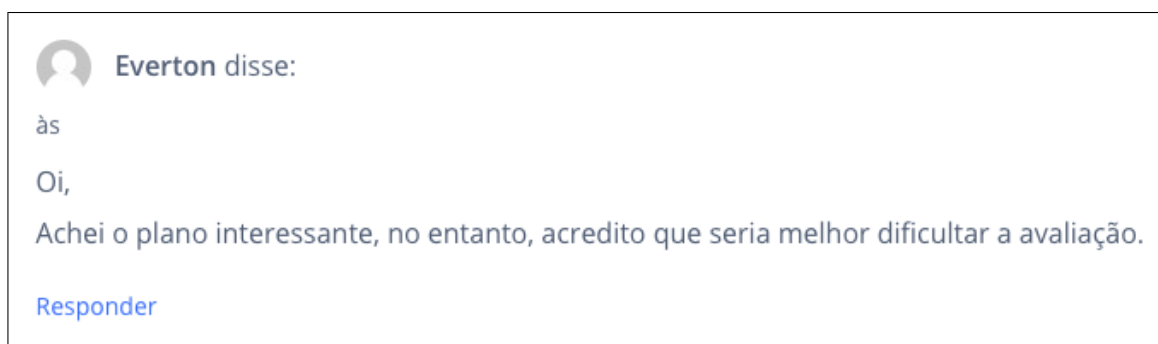 Everton disse:
às
Oi,
Achei o plano interessante, no entanto, acredito que seria melhor dificultar a avaliação.
Responder